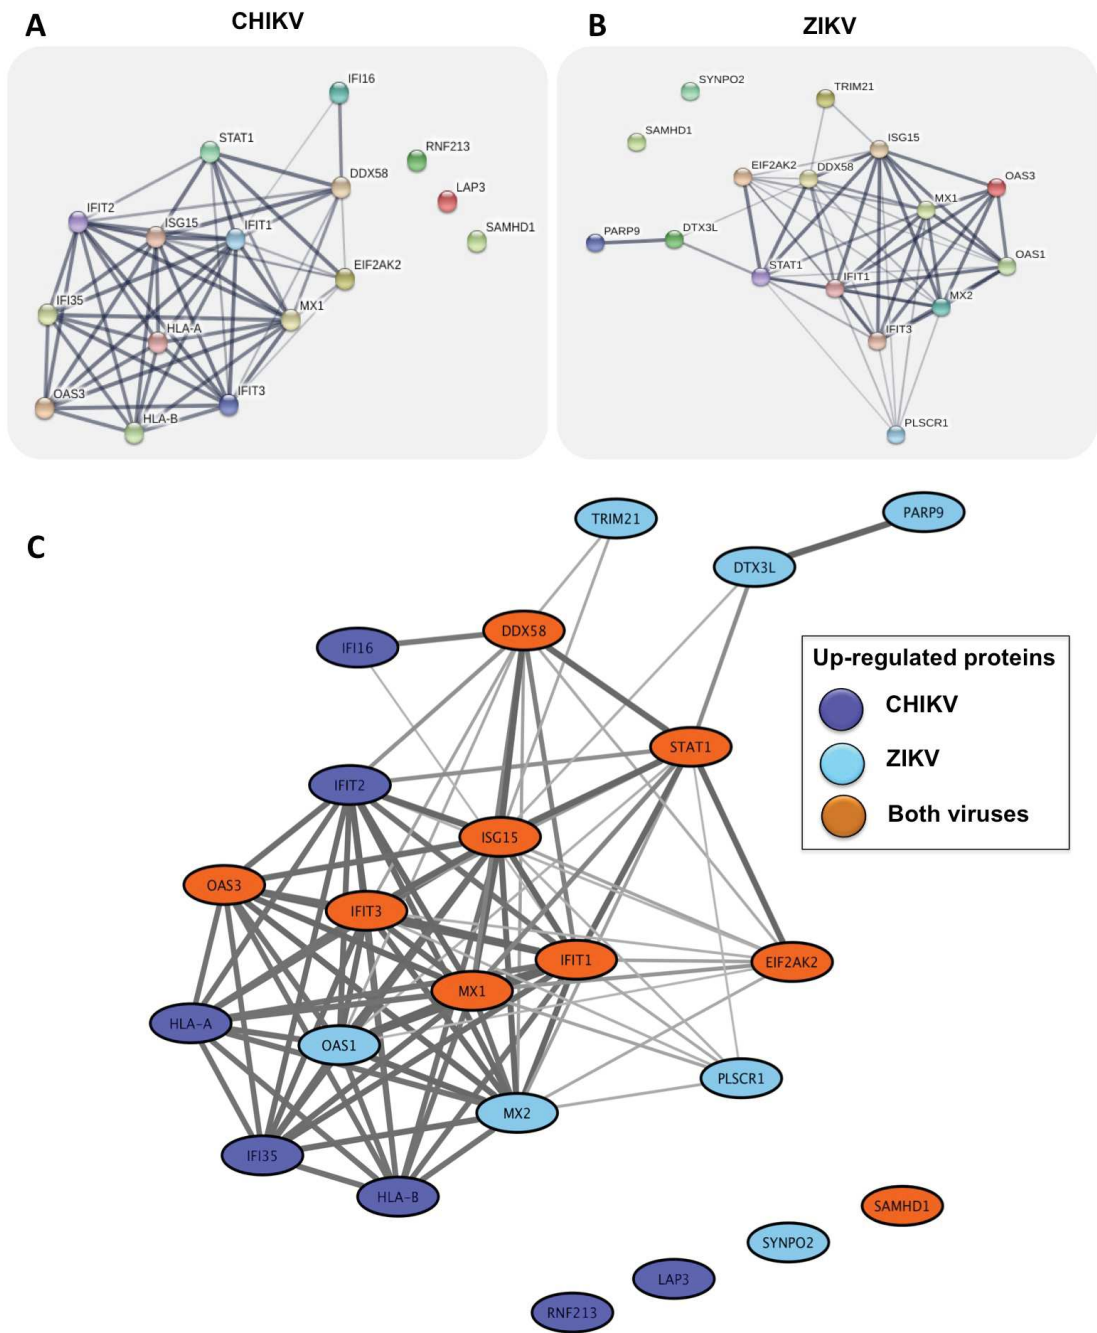 A
CHIKV
B
ZIKV
IFI16
STAT1
RNF213
DDX58
LAP3
IFIT2
ISG15
IFIT1
SAMHD1
EIF2AK2
IFI35
MX1
HLA-A
OAS3
IFIT3
HLA-B
SYNPO2
TRIM21
SAMHD1
ISG15
EIF2AK2
DDX58
OAS3
MX1
PARP9
DTX3L
OAS1
STAT1
IFIT1
MX2
IFIT3
PLSCR1
C
TRIM21
PARP9
DTX3L
DDX58
IFI16
Up-regulated proteins
CHIKV
ZIKV
Both viruses
STAT1
IFIT2
ISG15
OAS3
IFIT3
IFIT1
EIF2AK2
MX1
HLA-A
OAS1
PLSCR1
MX2
IFI35
HLA-B
SAMHD1
SYNPO2
LAP3
RNF213